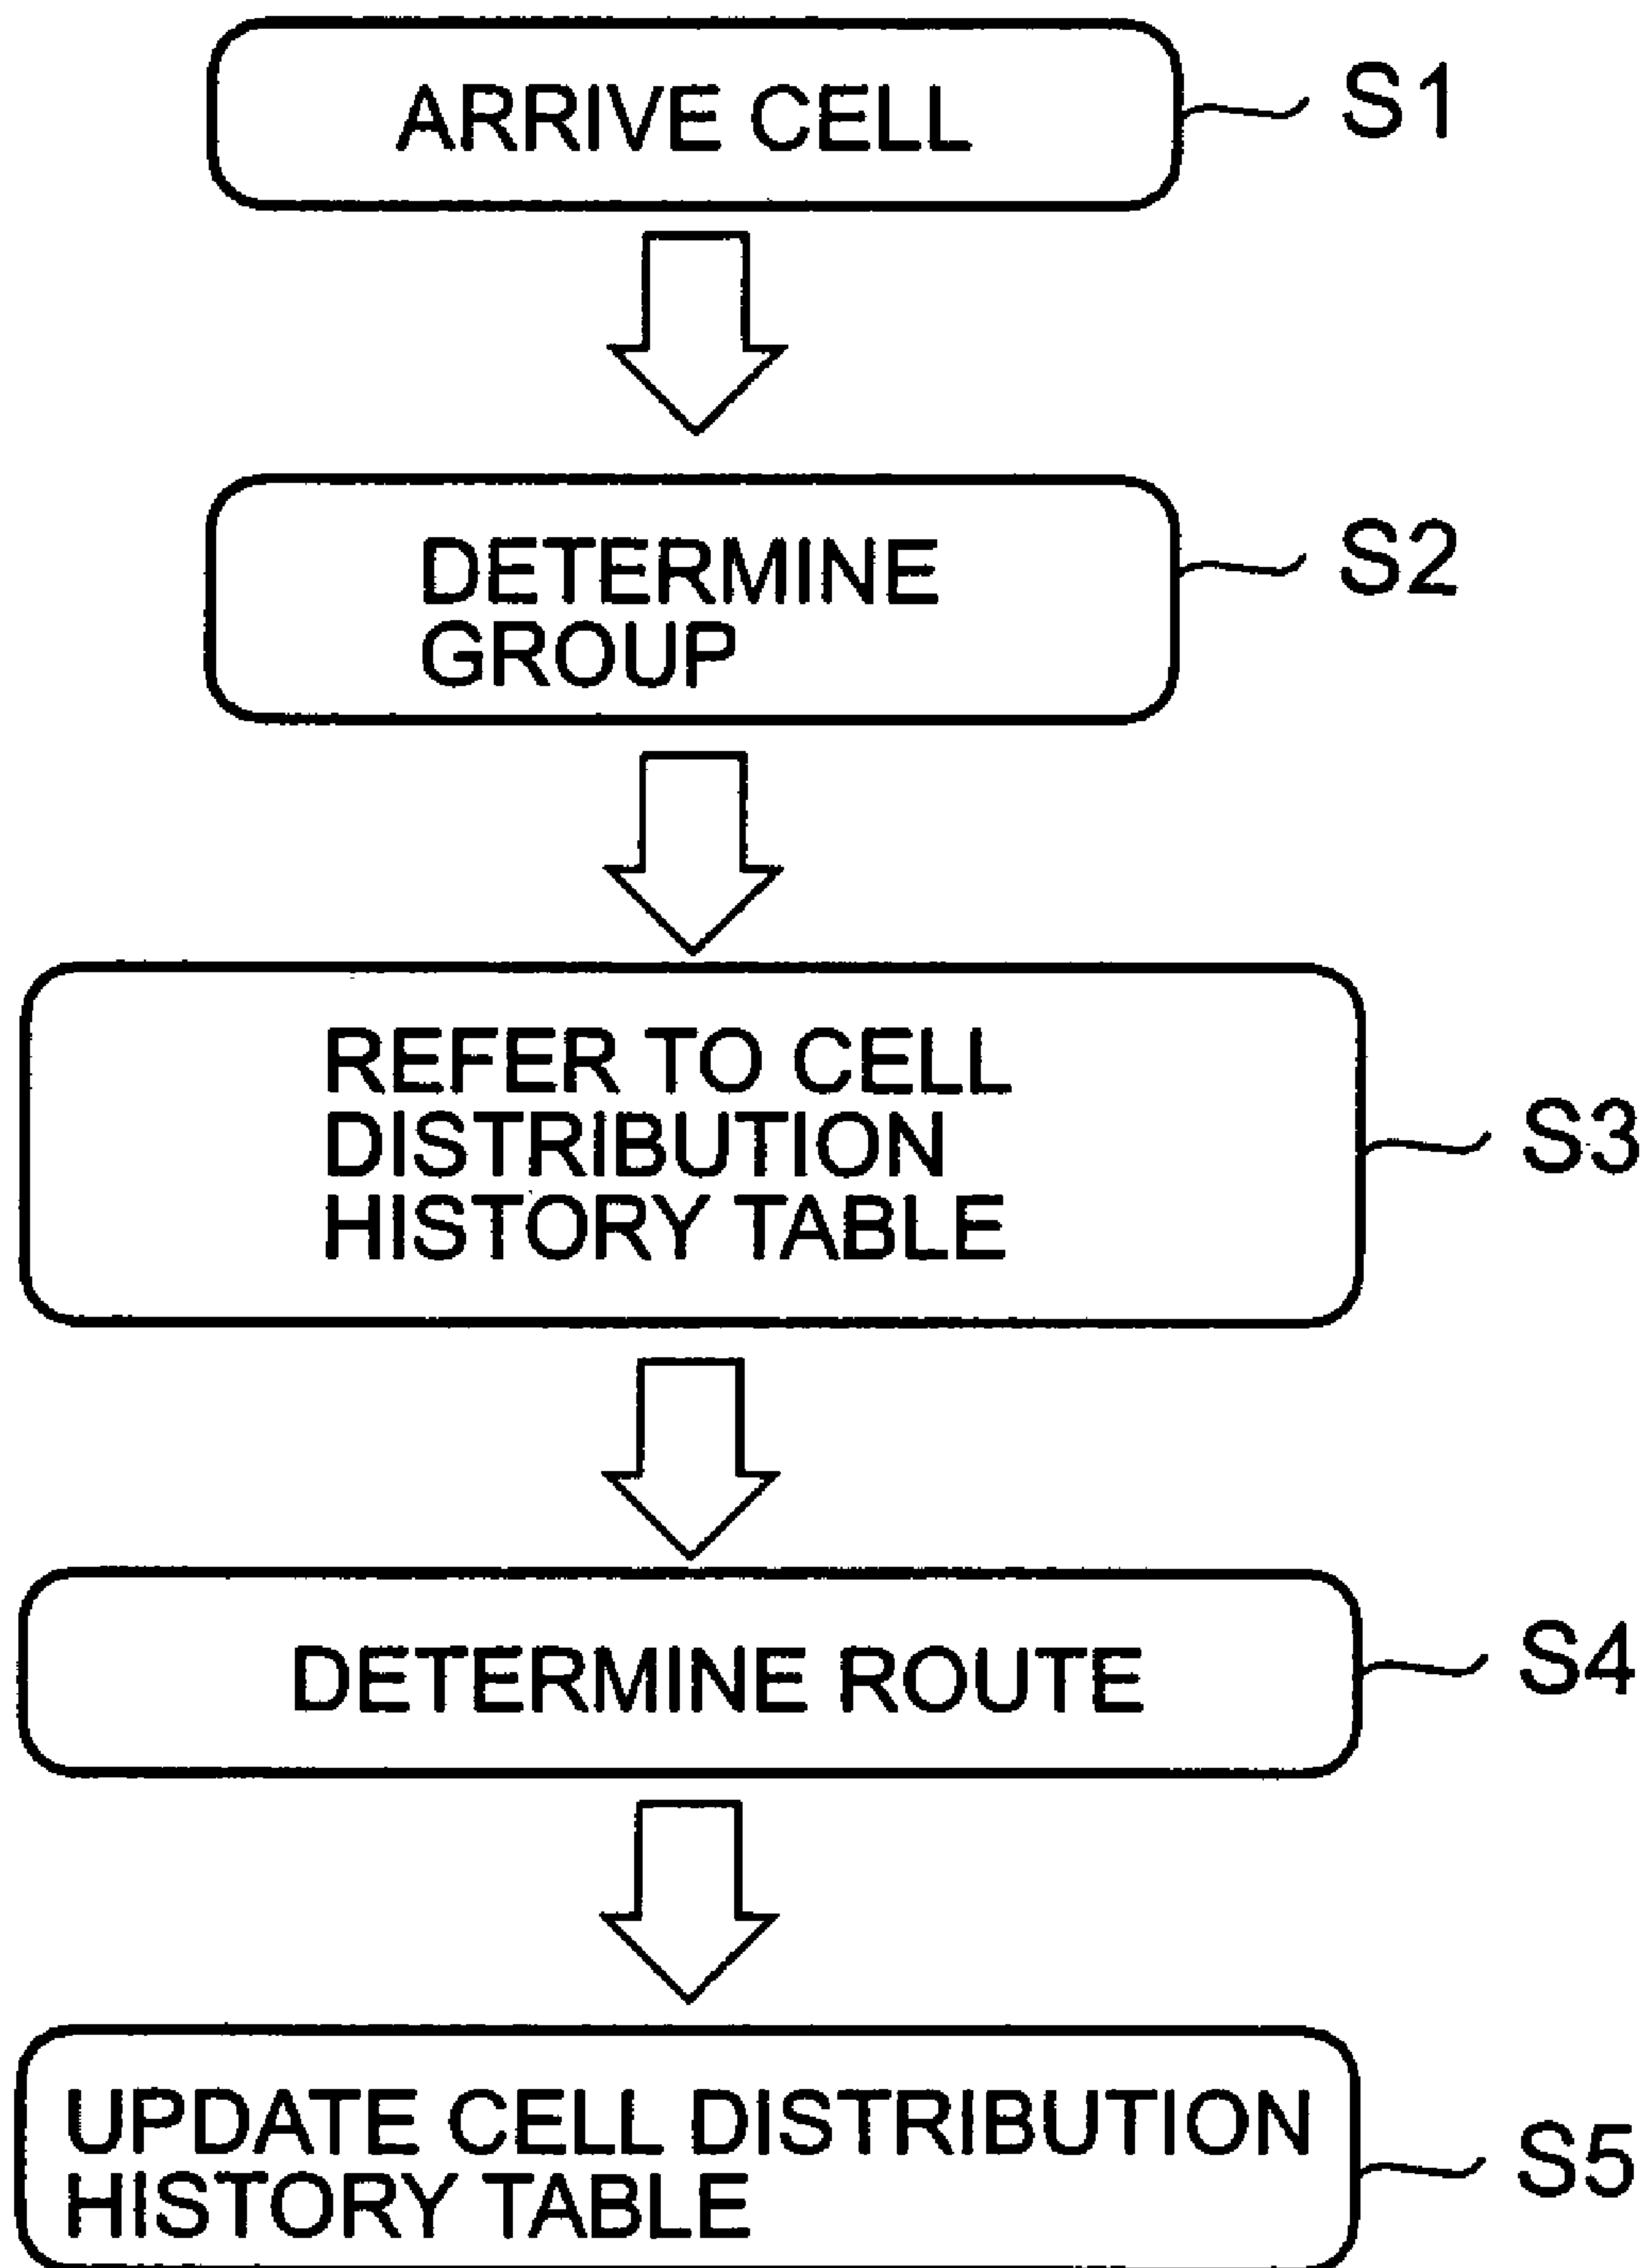 ARRIVE CELL
S1
DETERMINE
GROUP
S2
REFER TO CELL
DISTRIBUTION
HISTORY TABLE
S3
DETERMINE ROUTE
S4
UPDATE CELL DISTRIBUTION
HISTORY TABLE
S5